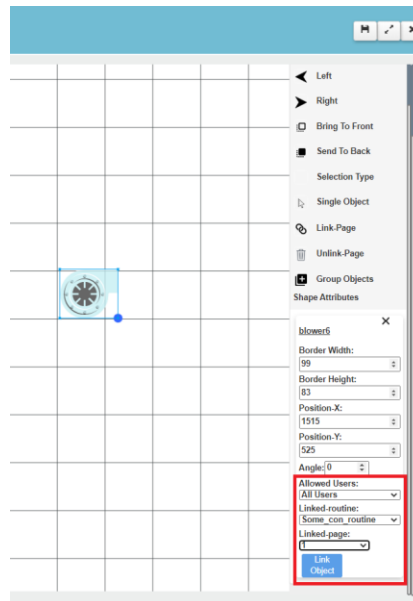 Left
Right
Bring To Front
Send To Back
Selection Type
Single Object
Link-Page
Unlink-Page
Group Objects
Shape Attributes
blower6
Border Width:
99
Border Height:
83
Position-X:
1515
Position-Y:
525
Angle: 0
Allowed Users:
All Users
Linked-routine:
Some_con_routine
Linked-page:
1
Link
Object